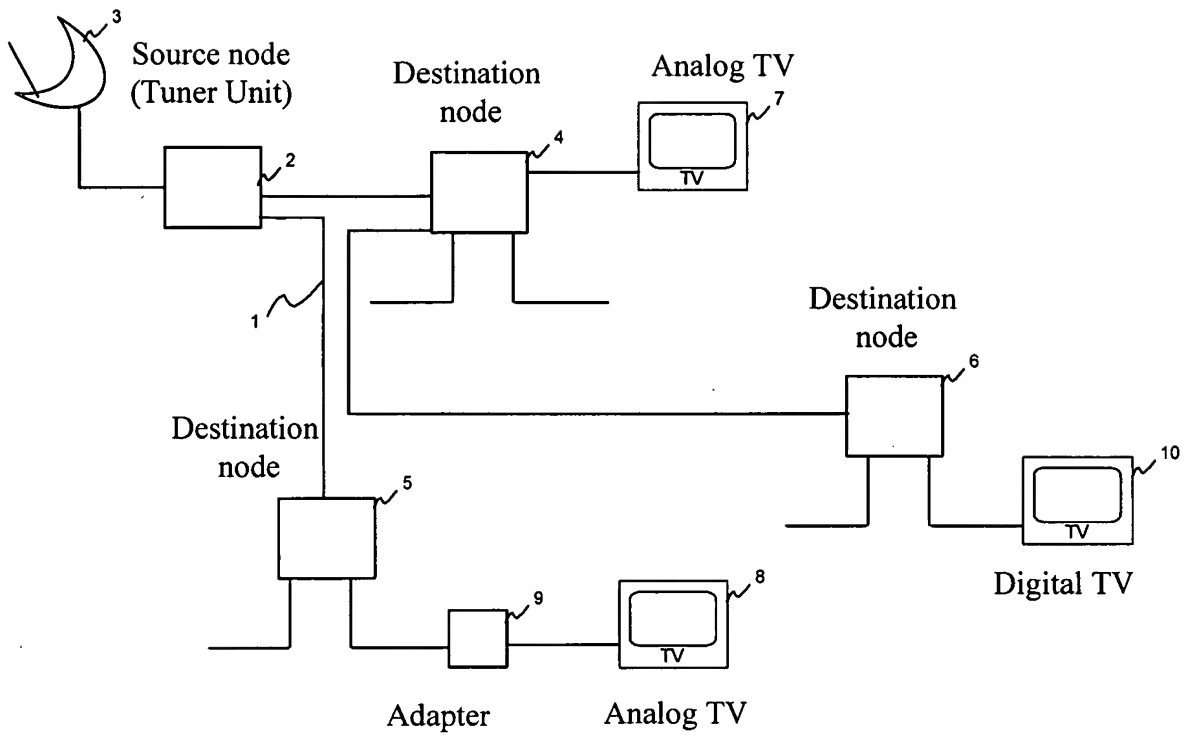 3
Source node
(Tuner Unit)
Destination
node
Analog TV
7
4
2
TV
1
Destination
node
6
Destination
node
5
10
TV
Digital TV
9
8
TV
Adapter
Analog TV